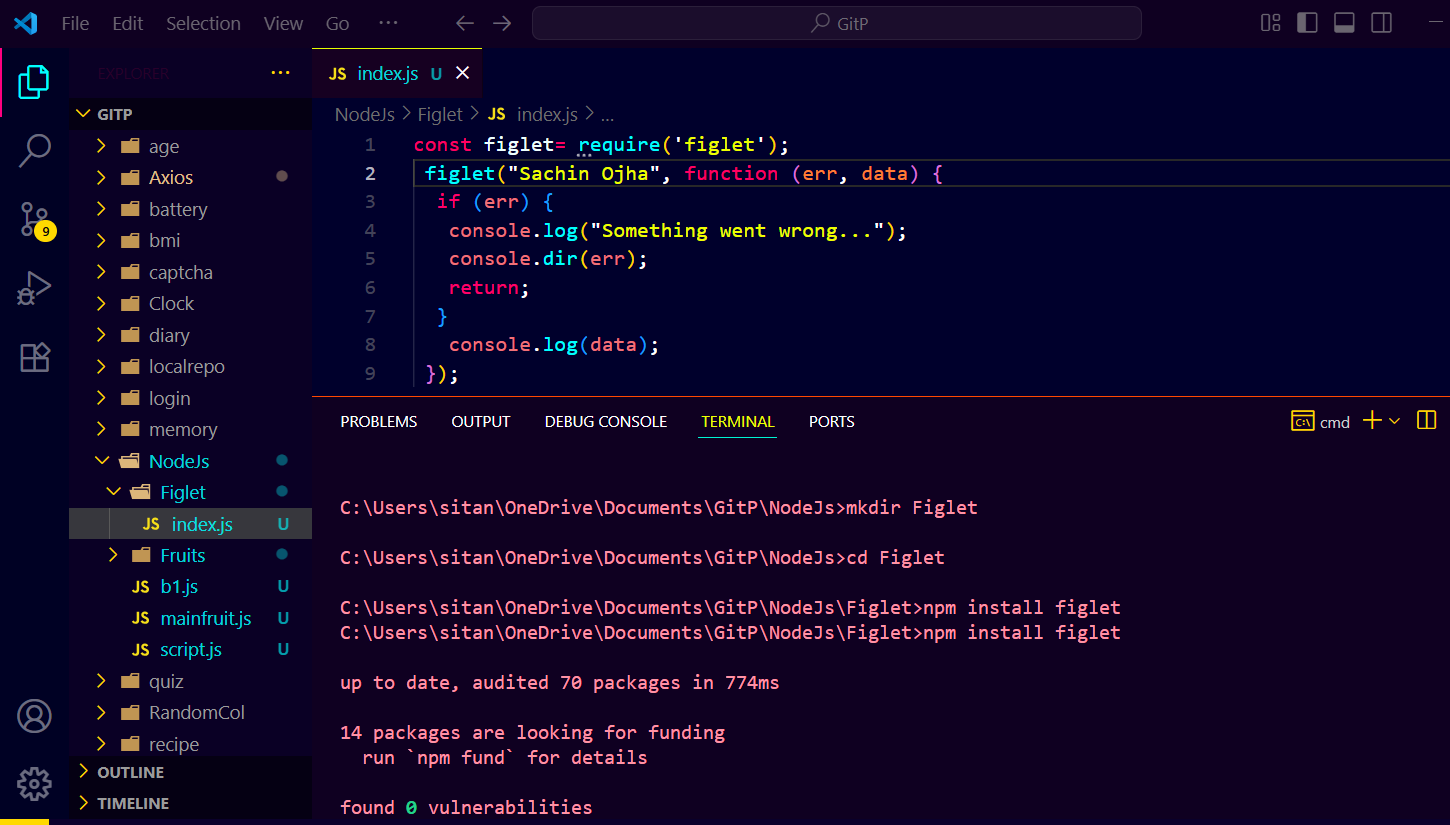 File Edit Selection View Go ... GitP
EXPLORER ...
GITP
age
Axios
battery
bmi
captcha
Clock
diary
localrepo
login
memory
NodeJs
Figlet
JS index.js U
Fruits
JS b1.js U
JS mainfruit.js U
JS script.js U
quiz
RandomCol
recipe
OUTLINE
TIMELINE
9
JS index.js U
NodeJs > Figlet > JS index.js > ...
1 const figlet= require('figlet');
2 figlet("Sachin Ojha", function (err, data) {
3 if (err) {
4 console.log("Something went wrong...");
5 console.dir(err);
6 return;
7 }
8 console.log(data);
9 });
PROBLEMS OUTPUT DEBUG CONSOLE TERMINAL PORTS cmd
C:\Users\sitan\OneDrive\Documents\GitP\NodeJs>mkdir Figlet
C:\Users\sitan\OneDrive\Documents\GitP\NodeJs>cd Figlet
C:\Users\sitan\OneDrive\Documents\GitP\NodeJs\Figlet>npm install figlet
C:\Users\sitan\OneDrive\Documents\GitP\NodeJs\Figlet>npm install figlet
up to date, audited 70 packages in 774ms
14 packages are looking for funding
run `npm fund` for details
found 0 vulnerabilities